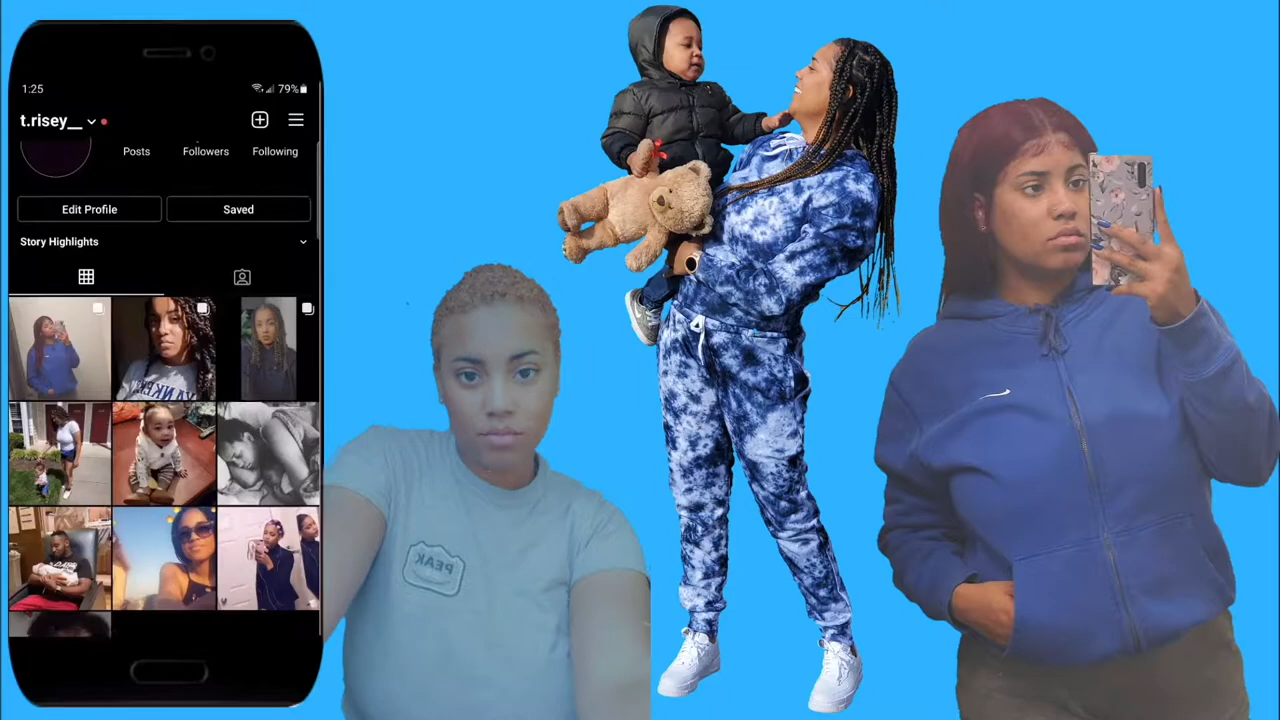 1:25
79%
t.risey__
Posts Followers Following
Edit Profile Saved
Story Highlights
PEAK